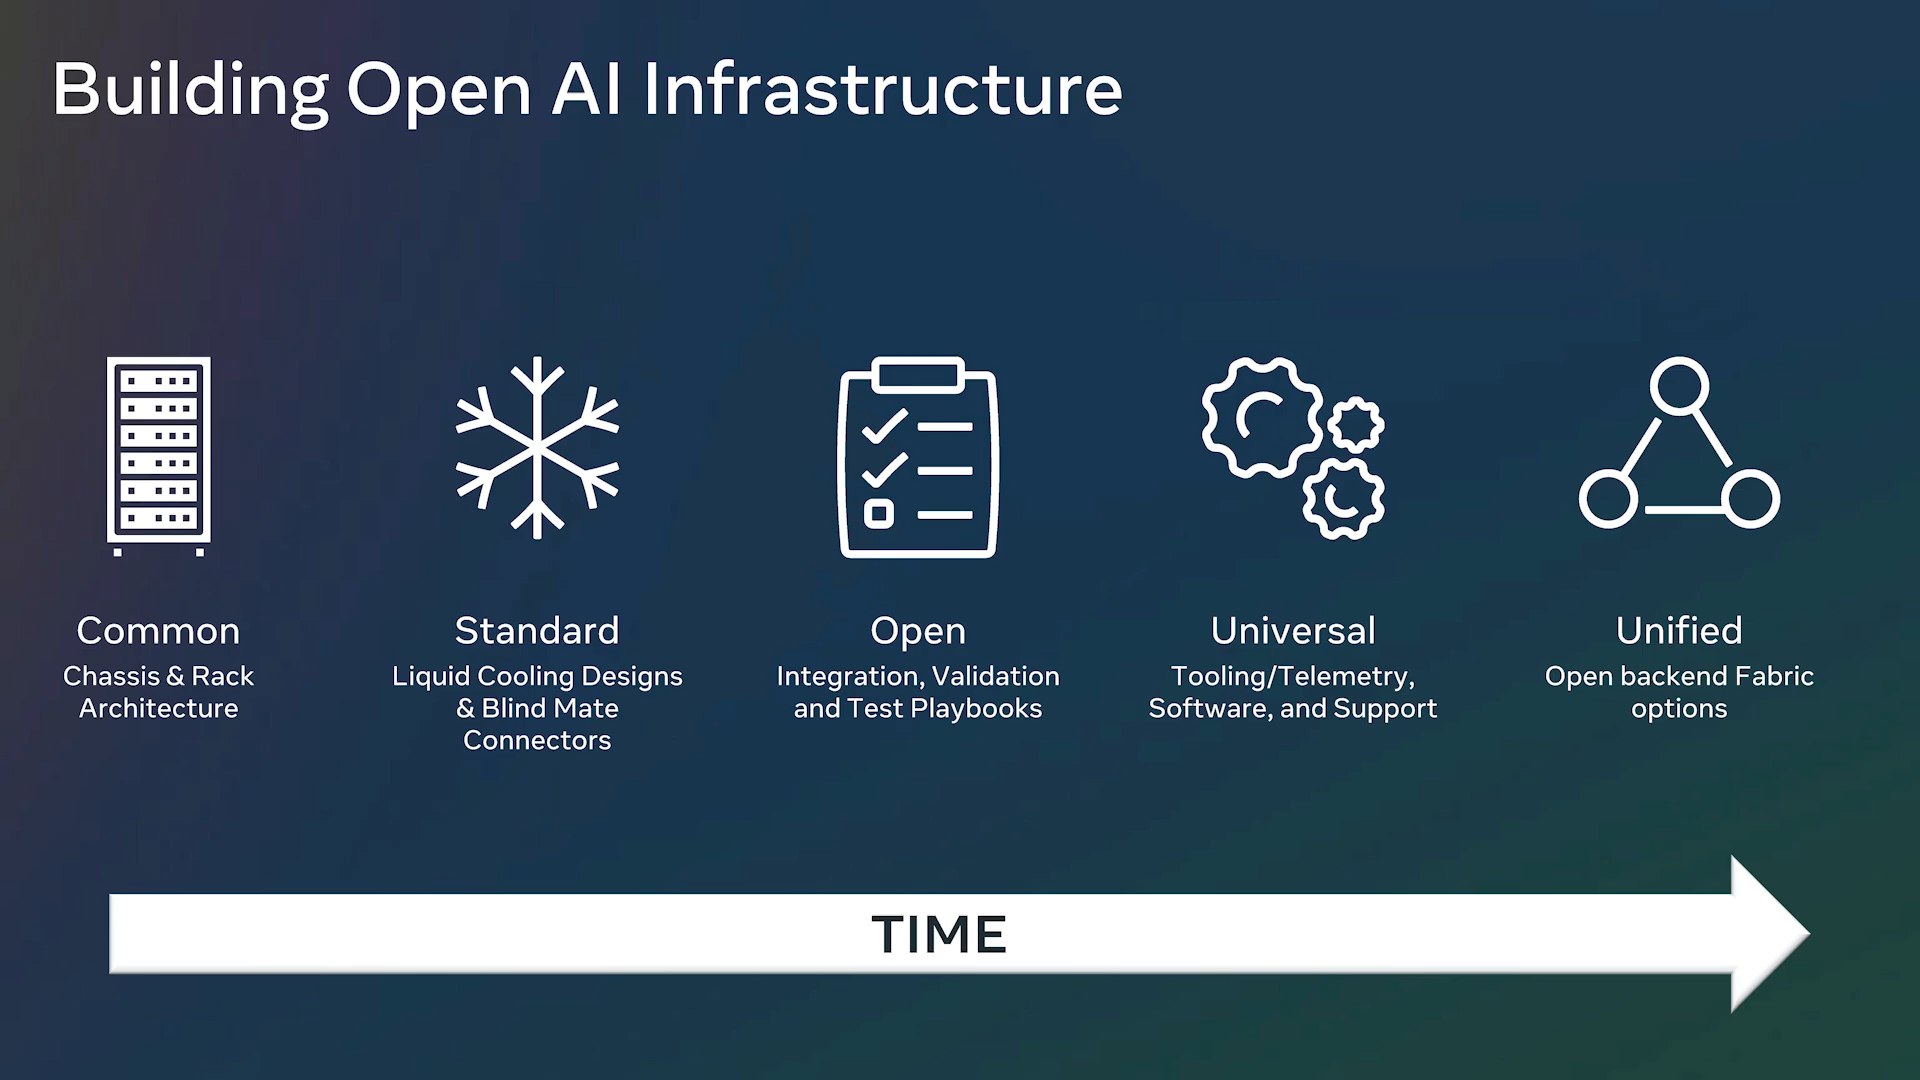 Building Open AI Infrastructure
Common
Chassis & Rack
Architecture
Standard
Liquid Cooling Designs
& Blind Mate
Connectors
Open
Integration, Validation
and Test Playbooks
Universal
Tooling/Telemetry,
Software, and Support
Unified
Open backend Fabric
options
TIME